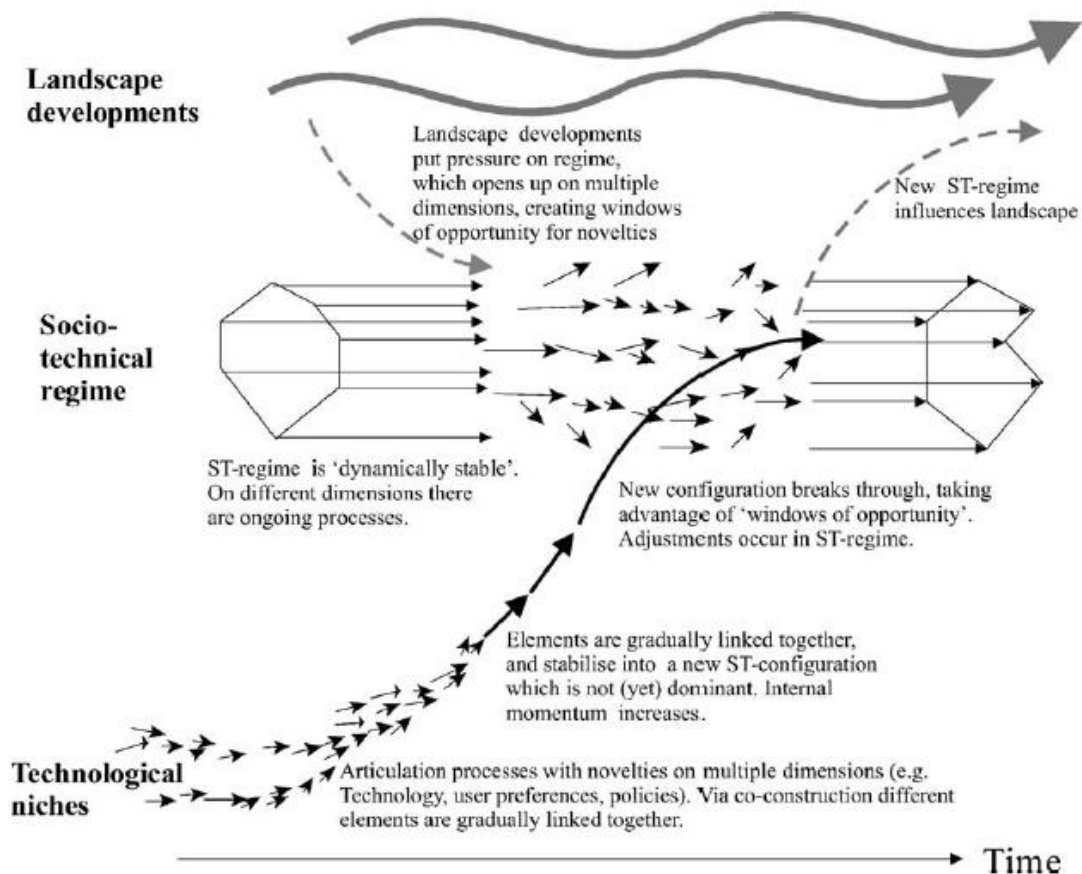 Landscape
developments
Landscape developments
put pressure on regime,
which opens up on multiple
dimensions, creating windows
of opportunity for novelties
New ST-regime
influences landscape
Socio-
technical
regime
ST-regime is ‘dynamically stable’.
On different dimensions there
are ongoing processes.
New configuration breaks through, taking
advantage of ‘windows of opportunity’.
Adjustments occur in ST-regime.
Elements are gradually linked together,
and stabilise into a new ST-configuration
which is not (yet) dominant. Internal
momentum increases.
Technological
niches
Articulation processes with novelties on multiple dimensions (e.g.
Technology, user preferences, policies). Via co-construction different
elements are gradually linked together.
Time